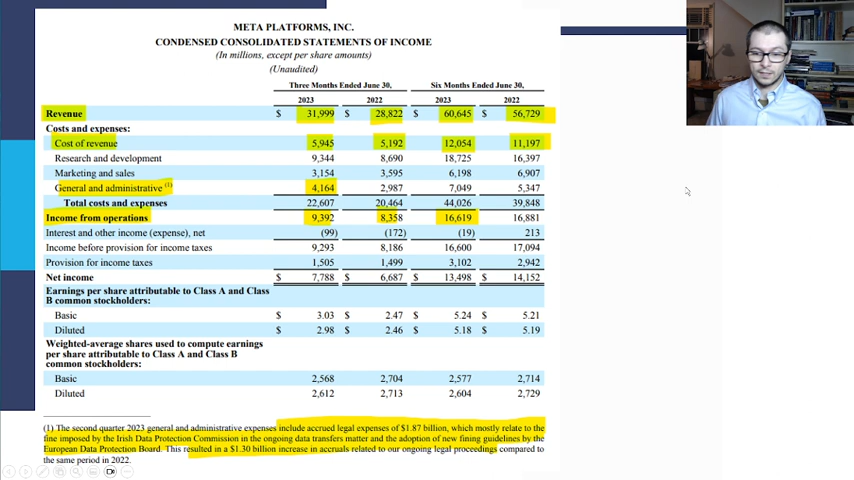 META PLATFORMS, INC.
CONDENSED CONSOLIDATED STATEMENTS OF INCOME
(In millions, except per share amounts)
(Unaudited)
Three Months Ended June 30, Six Months Ended June 30,
2023 2022 2023 2022
Revenue $ 31,999 $ 28,822 $ 60,645 $ 56,729
Costs and expenses:
Cost of revenue 5,945 5,192 12,054 11,197
Research and development 9,344 8,690 18,725 16,397
Marketing and sales 3,154 3,595 6,198 6,907
General and administrative (1) 4,164 2,987 7,049 5,347
Total costs and expenses 22,607 20,464 44,026 39,848
Income from operations 9,392 8,358 16,619 16,881
Interest and other income (expense), net (99) (172) (19) 213
Income before provision for income taxes 9,293 8,186 16,600 17,094
Provision for income taxes 1,505 1,499 3,102 2,942
Net income $ 7,788 $ 6,687 $ 13,498 $ 14,152
Earnings per share attributable to Class A and Class
B common stockholders:
Basic $ 3.03 $ 2.47 $ 5.24 $ 5.21
Diluted $ 2.98 $ 2.46 $ 5.18 $ 5.19
Weighted-average shares used to compute earnings
per share attributable to Class A and Class B
common stockholders:
Basic 2,568 2,704 2,577 2,714
Diluted 2,612 2,713 2,604 2,729
(1) The second quarter 2023 general and administrative expenses include accrued legal expenses of $1.87 billion, which mostly relate to the
fine imposed by the Irish Data Protection Commission in the ongoing data transfers matter and the adoption of new fining guidelines by the
European Data Protection Board. This resulted in a $1.30 billion increase in accruals related to our ongoing legal proceedings compared to
the same period in 2022.